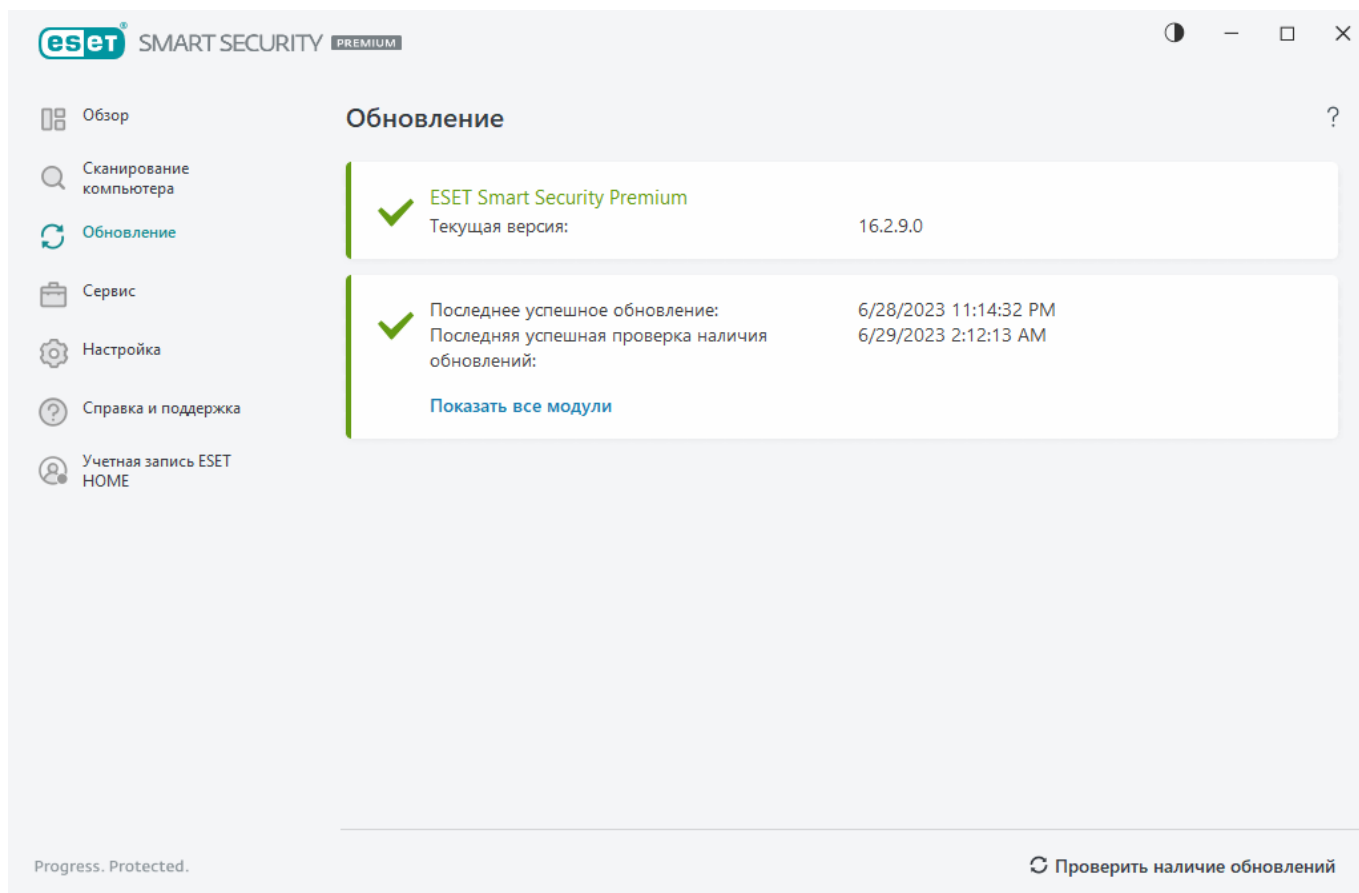 eset® SMART SECURITY PREMIUM
Обзор
Сканирование
компьютера
Обновление
Сервис
Настройка
Справка и поддержка
Учетная запись ESET
HOME
Обновление
?
ESET Smart Security Premium
Текущая версия: 16.2.9.0
Последнее успешное обновление: 6/28/2023 11:14:32 PM
Последняя успешная проверка наличия 6/29/2023 2:12:13 AM
обновлений:
Показать все модули
Progress. Protected.
Проверить наличие обновлений